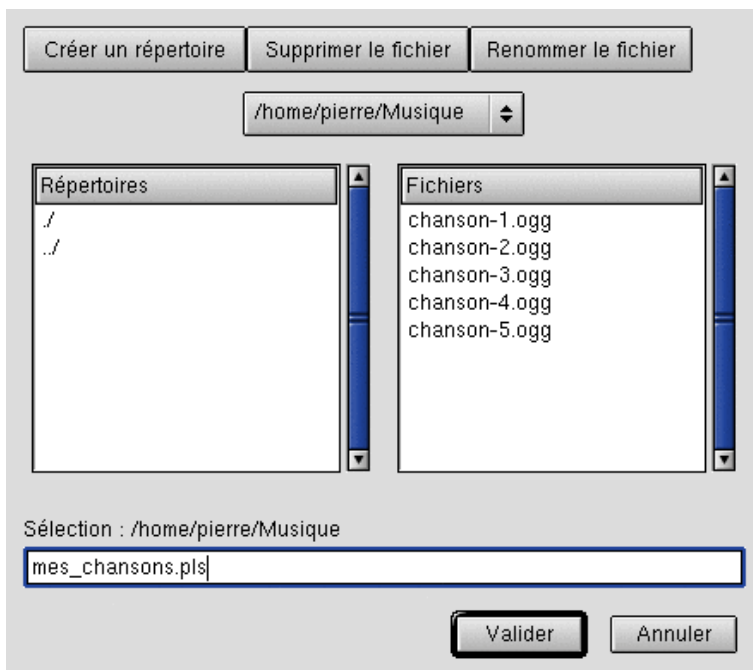 Créer un répertoire Supprimer le fichier Renommer le fichier
/home/pierre/Musique
Répertoires
./
../
Fichiers
chanson-1.ogg
chanson-2.ogg
chanson-3.ogg
chanson-4.ogg
chanson-5.ogg
Sélection : /home/pierre/Musique
mes_chansons.pls
Valider Annuler